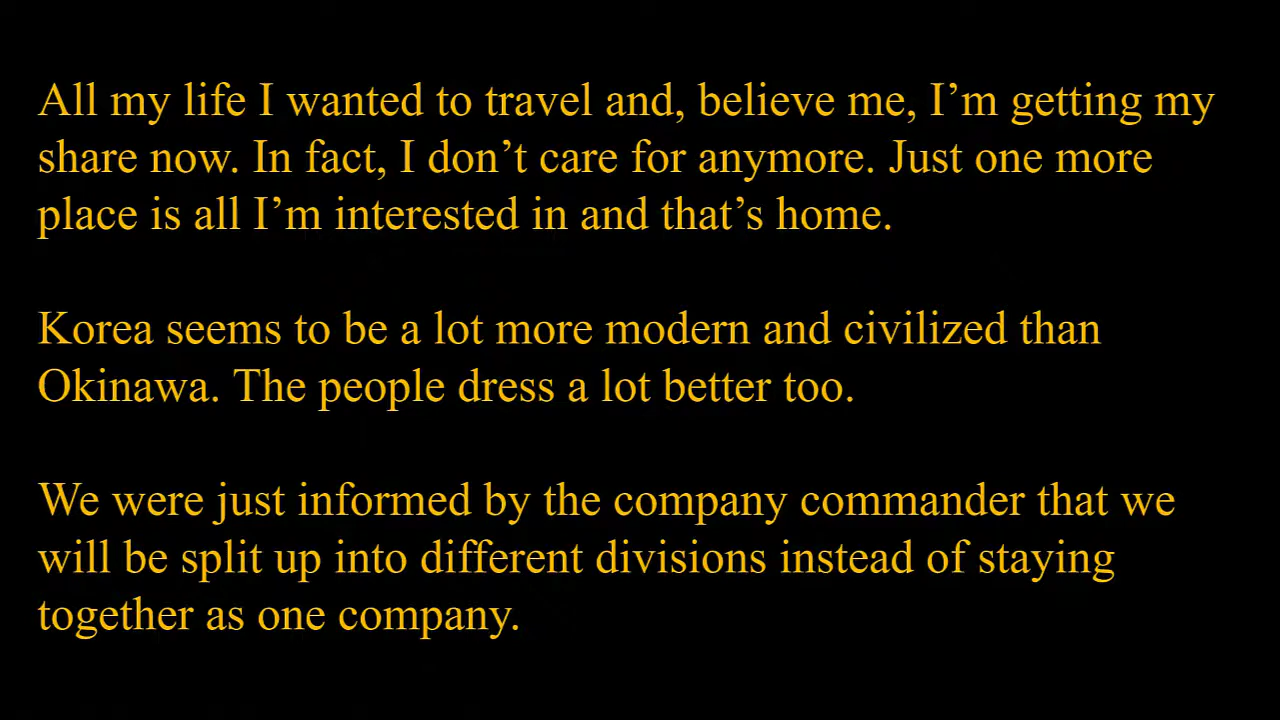 All my life I wanted to travel and, believe me, I’m getting my
share now. In fact, I don’t care for anymore. Just one more
place is all I’m interested in and that’s home.
Korea seems to be a lot more modern and civilized than
Okinawa. The people dress a lot better too.
We were just informed by the company commander that we
will be split up into different divisions instead of staying
together as one company.